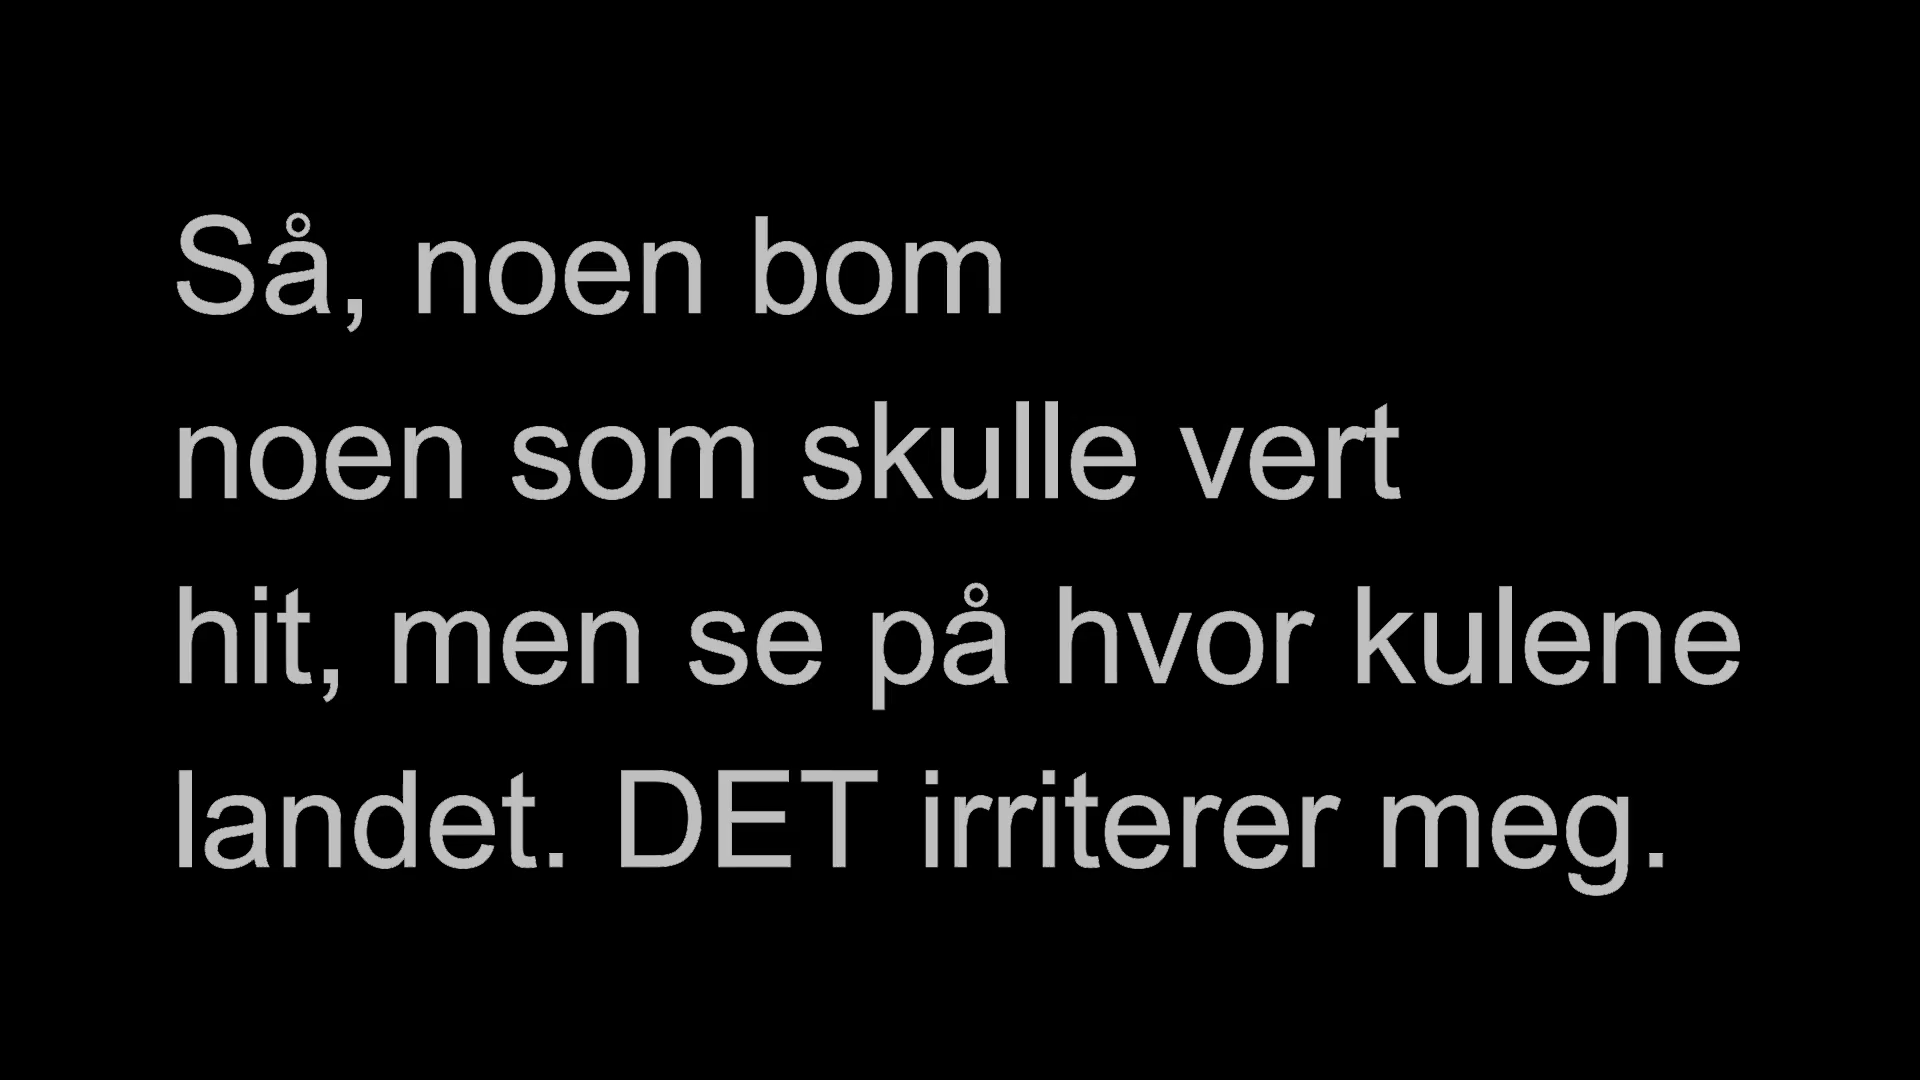 Så, noen bom
noen som skulle vert
hit, men se på hvor kulene
landet. DET irriterer meg.